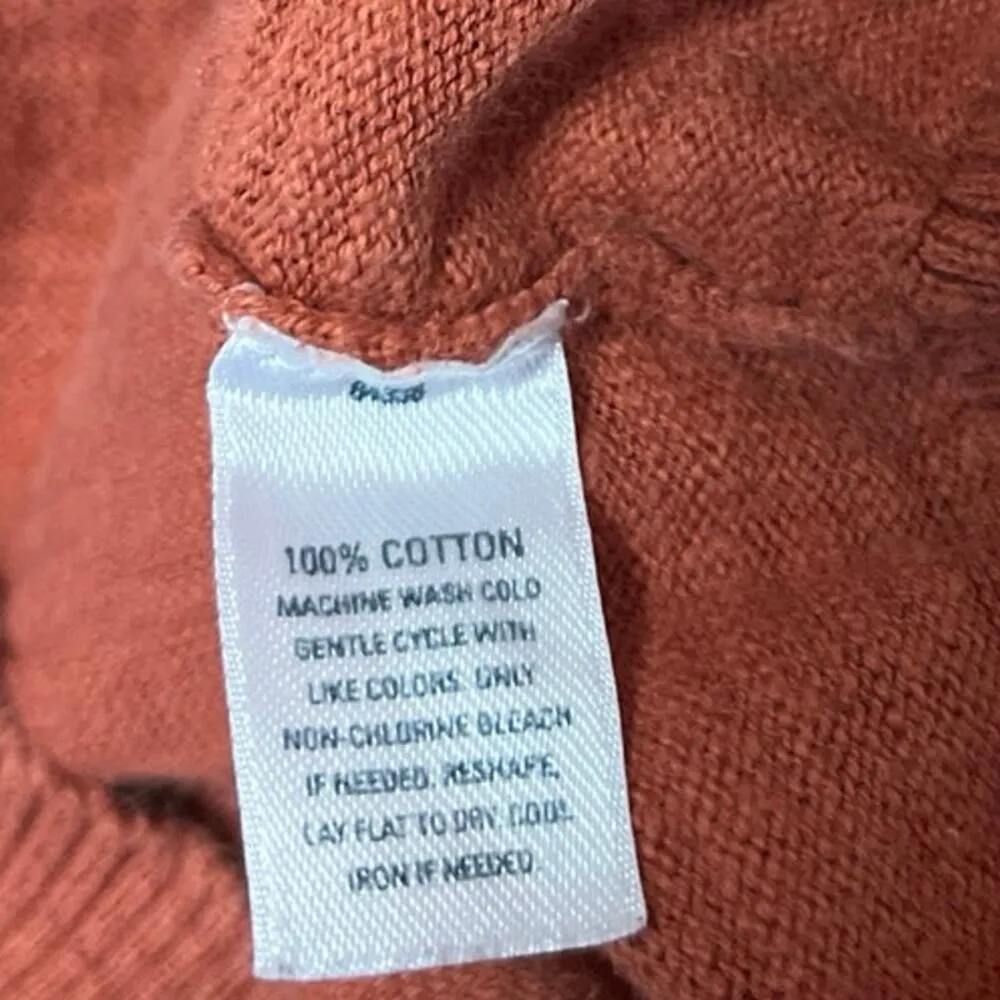 100% COTTON
MACHINE WASH COLD
GENTLE CYCLE WITH
LIKE COLORS. ONLY
NON-CHLORINE BLEACH
IF NEEDED. RESHAPE,
LAY FLAT TO DRY. COOL
IRON IF NEEDED